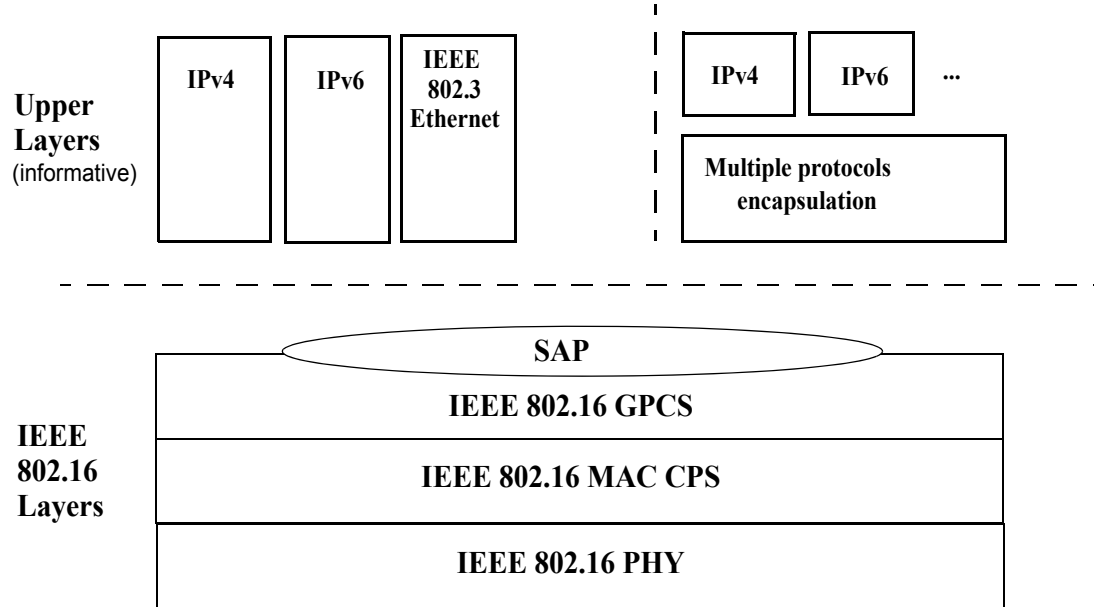 IPv4
IPv6
IEEE
802.3
Ethernet
IPv4
IPv6
...
Upper
Layers
(informative)
Multiple protocols
encapsulation
SAP
IEEE 802.16 GPCS
IEEE
802.16
Layers
IEEE 802.16 MAC CPS
IEEE 802.16 PHY